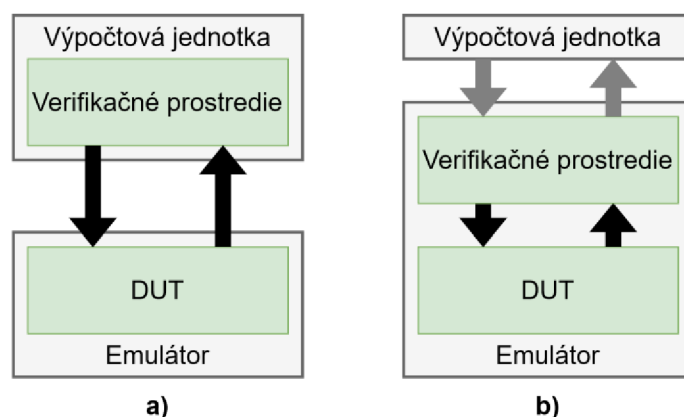 Výpočtová jednotka
Verifikačné prostredie
DUT
Emulátor
a)
Výpočtová jednotka
Verifikačné prostredie
DUT
Emulátor
b)